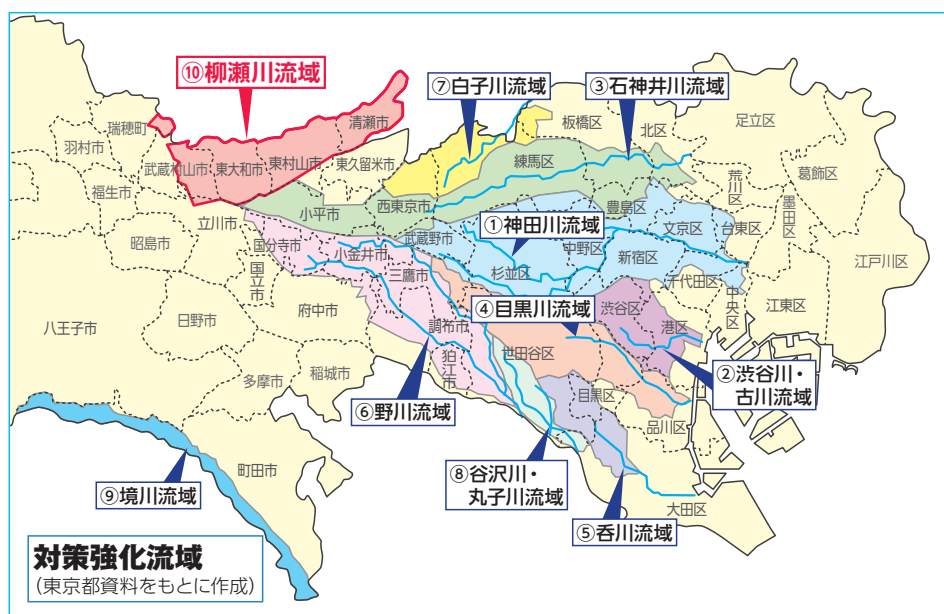 ⑩柳瀬川流域
⑦白子川流域
③石神井川流域
足立区
板橋区
北区
清瀬市
瑞穂町
羽村市
武蔵村山市
東大和市
東村山市
東久留米市
練馬区
荒川区
葛飾区
福生市
西東京市
豊島区
墨田区
立川市
小平市
文京区
台東区
①神田川流域
昭島市
国分寺市
小金井市
武蔵野市
中野区
新宿区
江戸川区
国立市
三鷹市
杉並区
千代田区
④目黒川流域
渋谷区
中央区
江東区
八王子市
日野市
府中市
調布市
港区
世田谷区
狛江市
②渋谷川・
古川流域
多摩市
稲城市
目黒区
⑥野川流域
品川区
町田市
⑧谷沢川・
丸子川流域
⑨境川流域
大田区
⑤呑川流域
対策強化流域
(東京都資料をもとに作成)